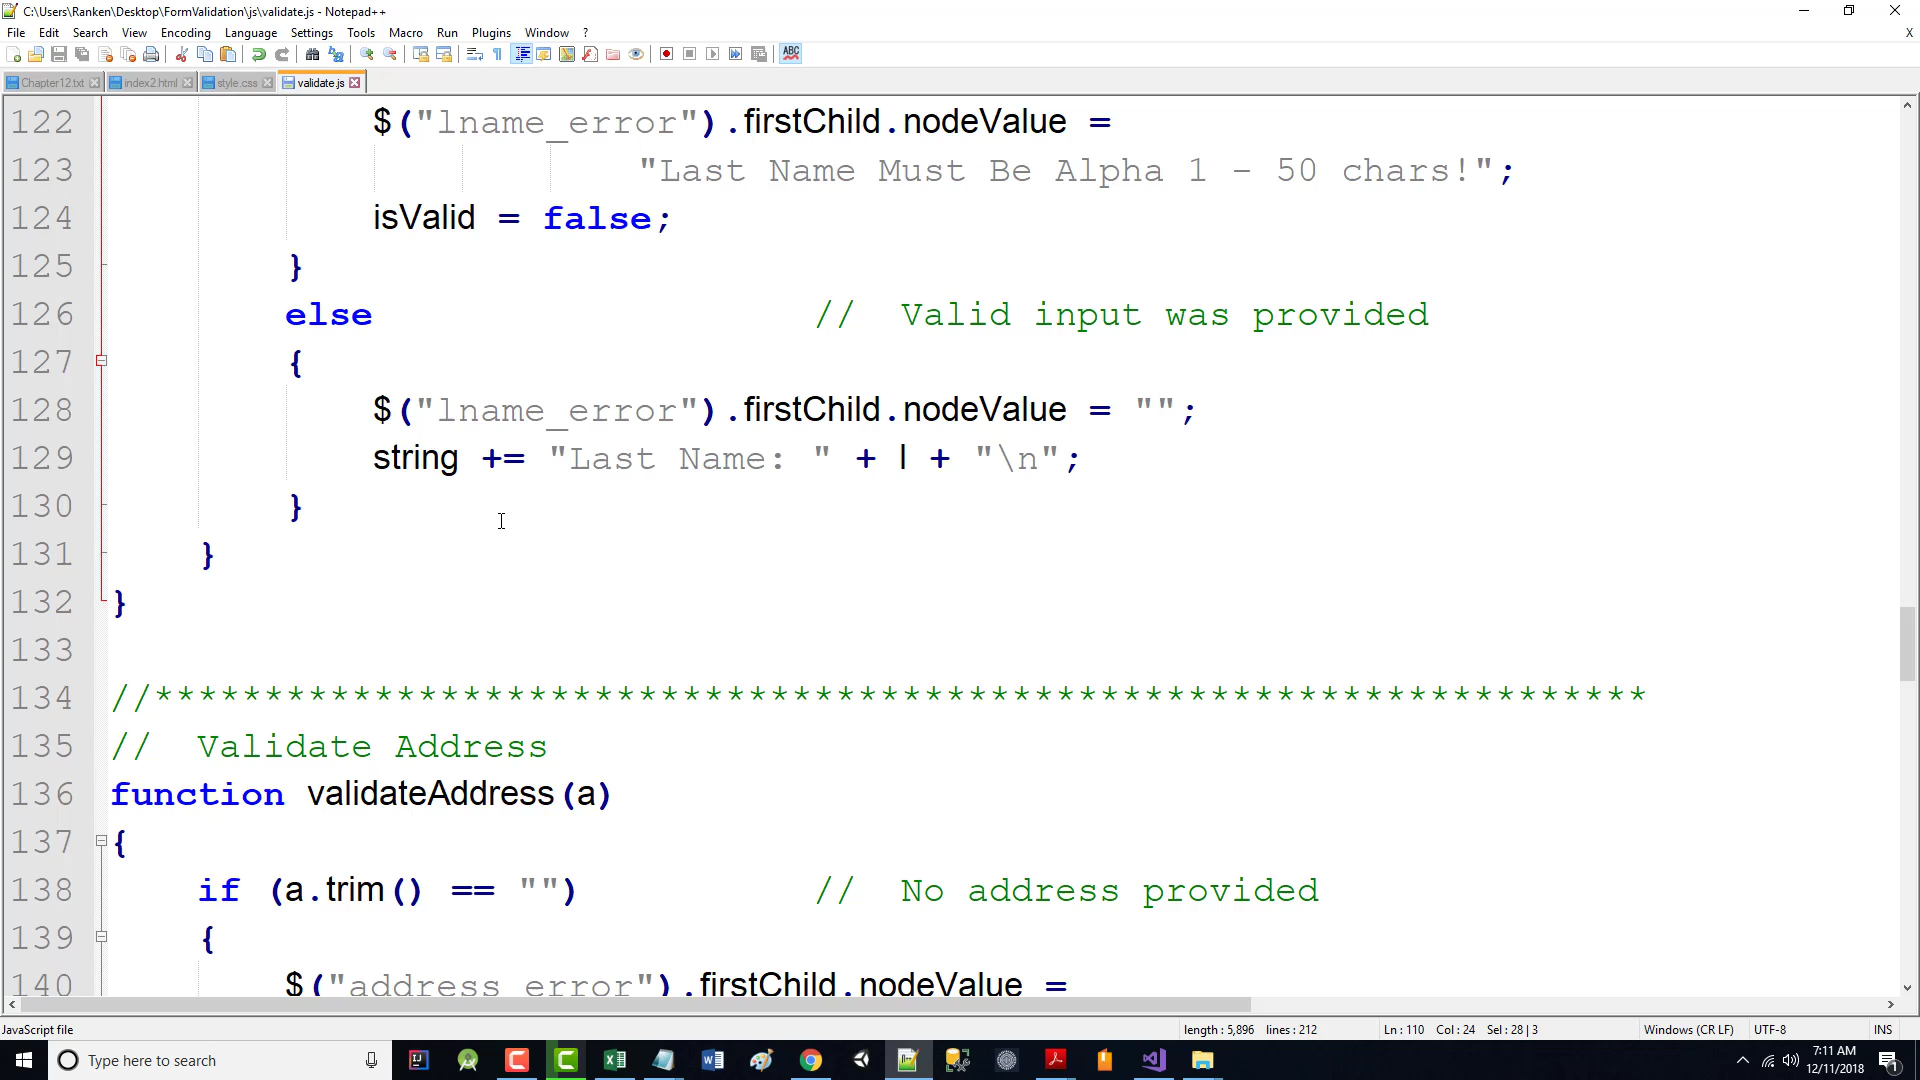 C:\Users\Ranken\Desktop\FormValidation\js\validate.js - Notepad++
File Edit Search View Encoding Language Settings Tools Macro Run Plugins Window ? X
ABC
Chapter12.txt index2.html style.css validate.js
122 $("lname_error").firstChild.nodeValue =
123 "Last Name Must Be Alpha 1 - 50 chars!";
124 isValid = false;
125 }
126 else // Valid input was provided
127 {
128 $("lname_error").firstChild.nodeValue = "";
129 string += "Last Name: " + l + "\n";
130 }
131 }
132 }
133
134 //********************************************************************
135 // Validate Address
136 function validateAddress(a)
137 {
138 if (a.trim() == "") // No address provided
139 {
140 $("address_error").firstChild.nodeValue =
JavaScript file length : 5,896 lines : 212 Ln : 110 Col : 24 Sel : 28 | 3 Windows (CR LF) UTF-8 INS
Type here to search
7:11 AM
12/11/2018
1